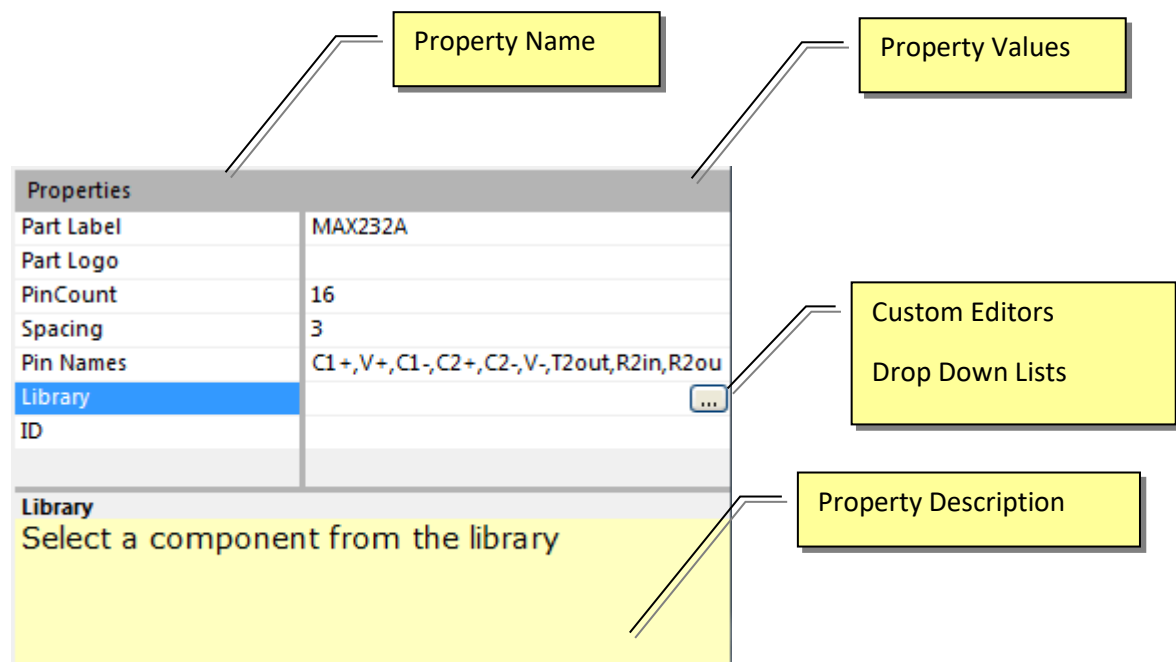 Property Name
Property Values
Properties
Part Label MAX232A
Part Logo
PinCount 16
Spacing 3
Pin Names C1+,V+,C1-,C2+,C2-,V-,T2out,R2in,R2ou
Library ...
ID
Custom Editors
Drop Down Lists
Library
Select a component from the library
Property Description